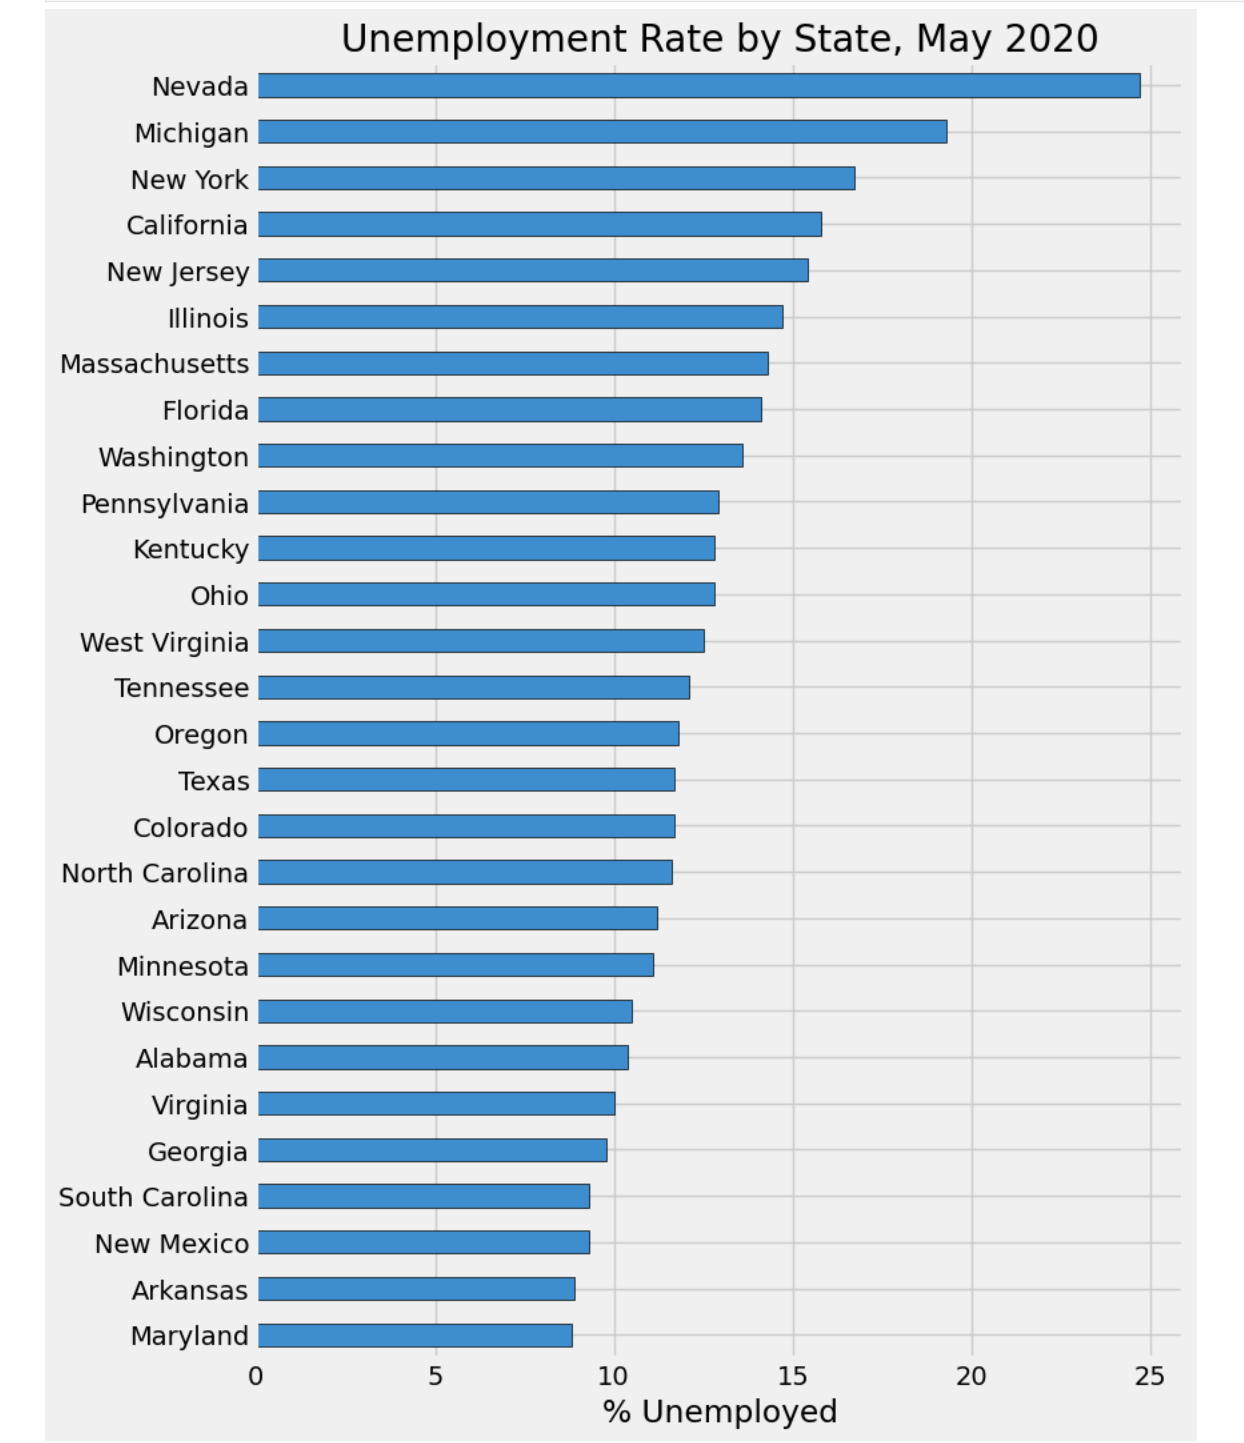 Unemployment Rate by State, May 2020
Nevada
Michigan
New York
California
New Jersey
Illinois
Massachusetts
Florida
Washington
Pennsylvania
Kentucky
Ohio
West Virginia
Tennessee
Oregon
Texas
Colorado
North Carolina
Arizona
Minnesota
Wisconsin
Alabama
Virginia
Georgia
South Carolina
New Mexico
Arkansas
Maryland
0 5 10 15 20 25
% Unemployed